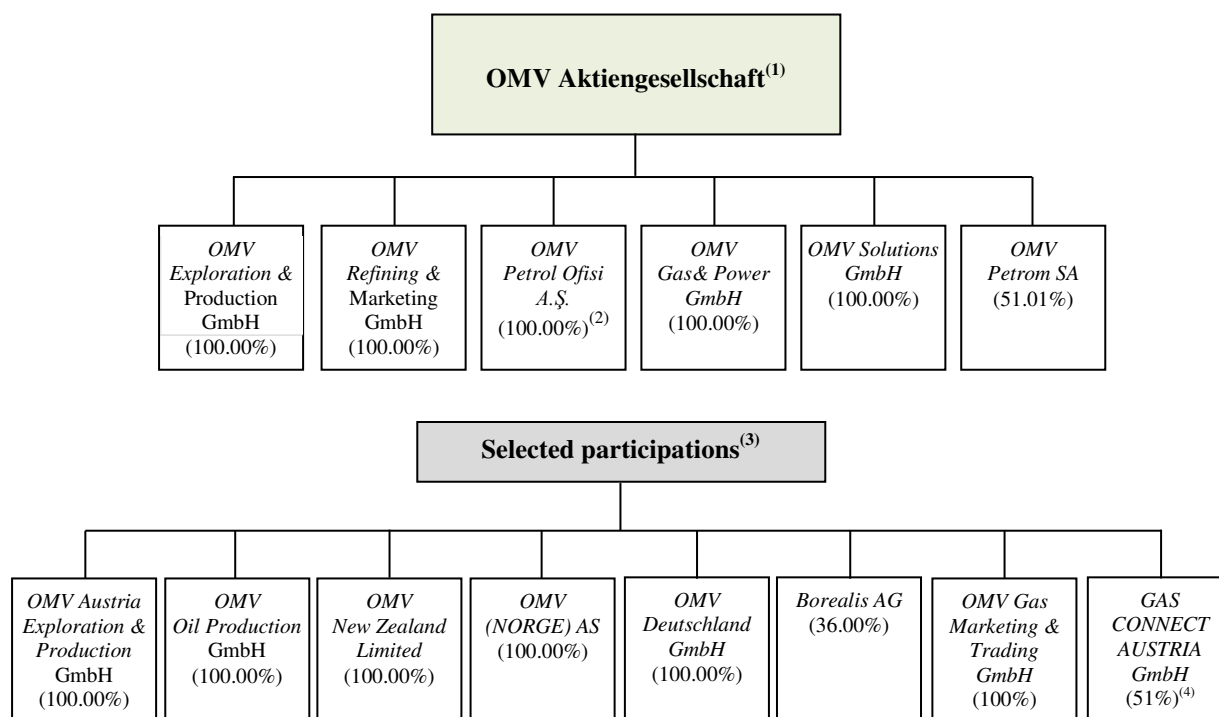 OMV Aktiengesellschaft(1)
OMV
Exploration &
Production
GmbH
(100.00%)
OMV
Refining &
Marketing
GmbH
(100.00%)
OMV
Petrol Ofisi
A.Ş.
(100.00%)(2)
OMV
Gas& Power
GmbH
(100.00%)
OMV Solutions
GmbH
(100.00%)
OMV
Petrom SA
(51.01%)
Selected participations(3)
OMV Austria
Exploration &
Production
GmbH
(100.00%)
OMV
Oil Production
GmbH
(100.00%)
OMV
New Zealand
Limited
(100.00%)
OMV
(NORGE) AS
(100.00%)
OMV
Deutschland
GmbH
(100.00%)
Borealis AG
(36.00%)
OMV Gas
Marketing &
Trading
GmbH
(100%)
GAS
CONNECT
AUSTRIA
GmbH
(51%)(4)